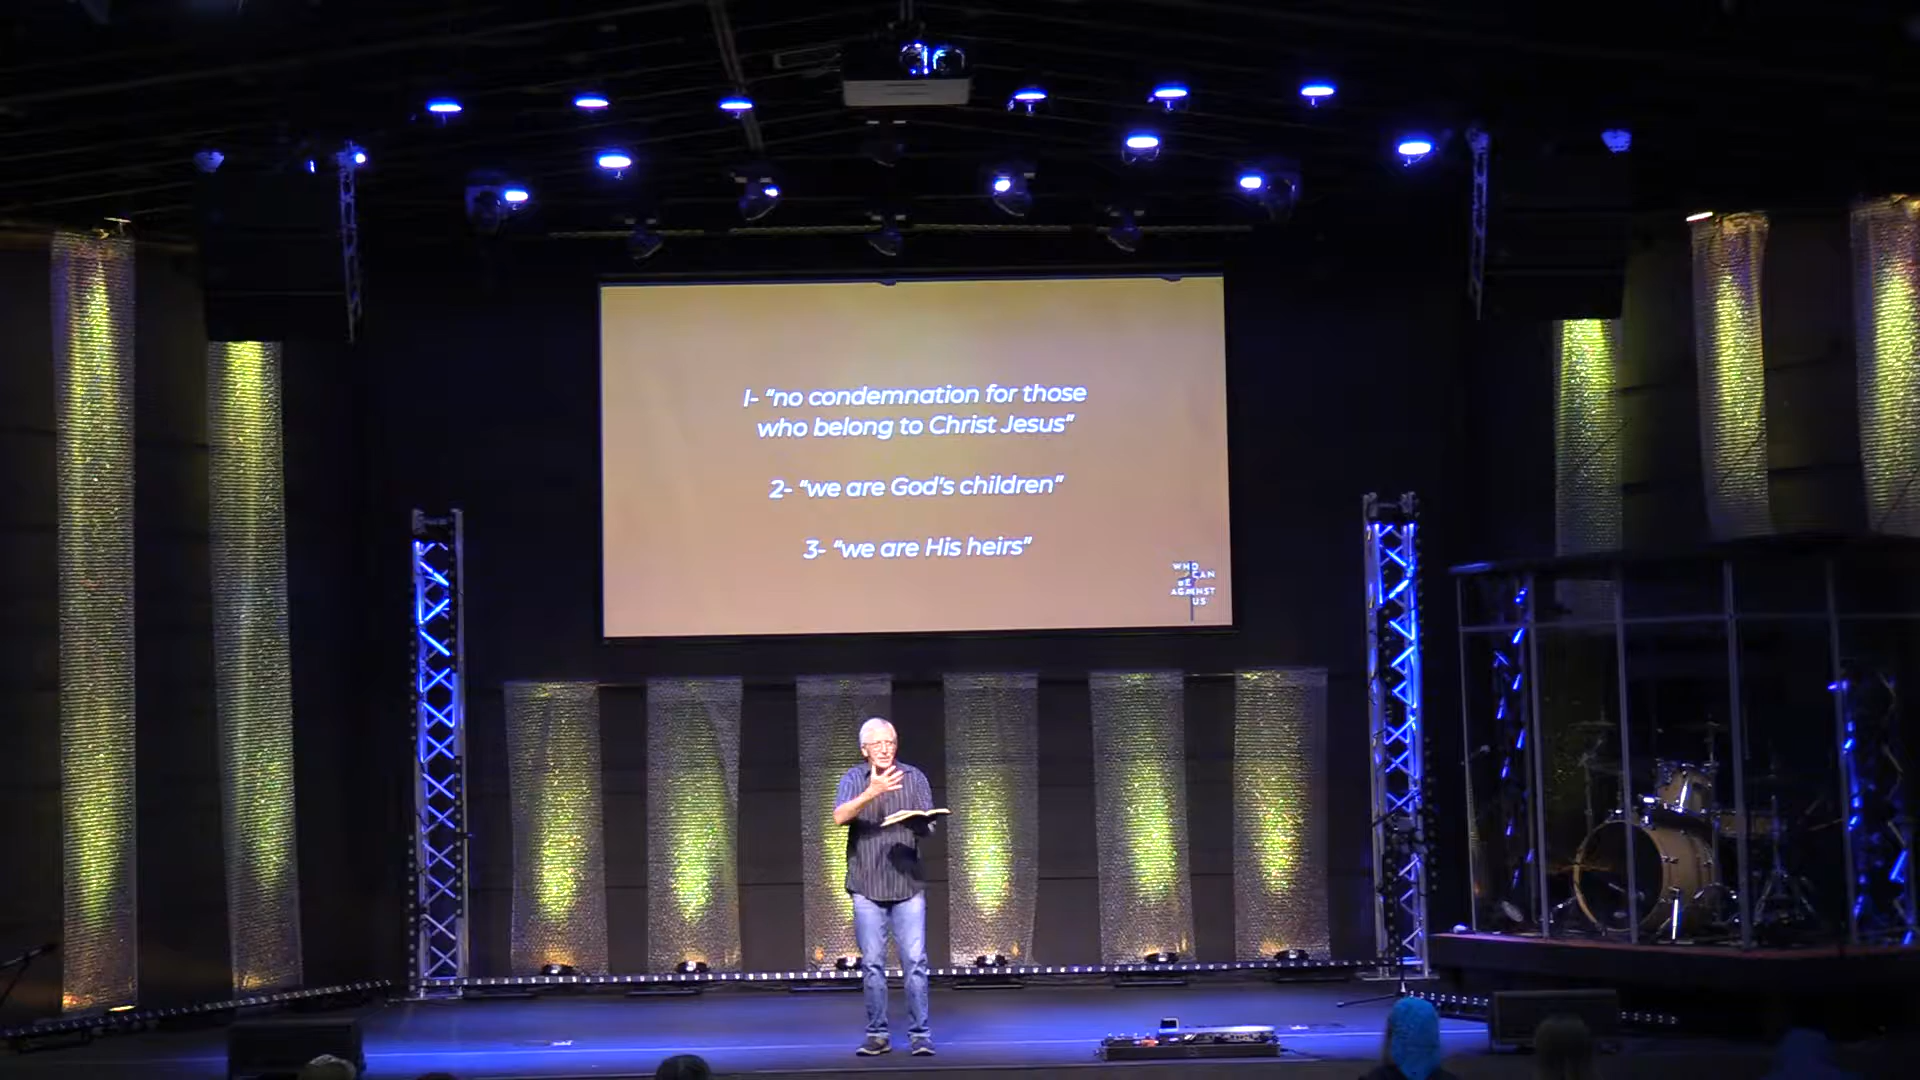 1- “no condemnation for those
who belong to Christ Jesus”
2- “we are God's children”
3- “we are His heirs”
WHO
CAN
BE
AGAINST
US